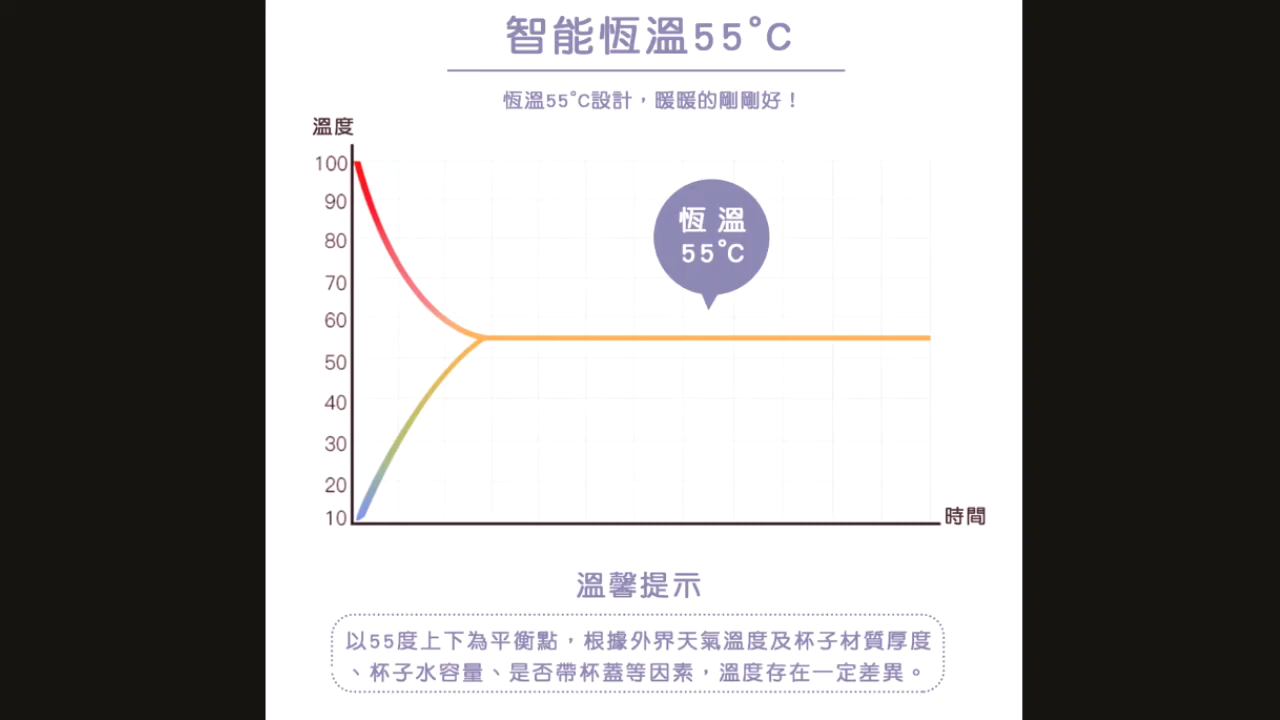 智能恆溫55°C
恆溫55°C設計，暖暖的剛剛好！
溫度
100
90
80
70
60
50
40
30
20
10
恆溫
55°C
時間
溫馨提示
以55度上下為平衡點，根據外界天氣溫度及杯子材質厚度
、杯子水容量、是否帶杯蓋等因素，溫度存在一定差異。